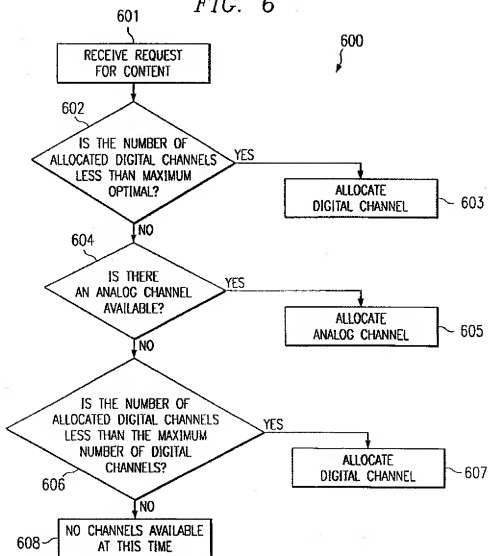 FIG. 6
601
600
RECEIVE REQUEST
FOR CONTENT
602
IS THE NUMBER OF
ALLOCATED DIGITAL CHANNELS
LESS THAN MAXIMUM
OPTIMAL?
YES
ALLOCATE
DIGITAL CHANNEL
603
NO
604
IS THERE
AN ANALOG CHANNEL
AVAILABLE?
YES
ALLOCATE
ANALOG CHANNEL
605
NO
IS THE NUMBER OF
ALLOCATED DIGITAL CHANNELS
LESS THAN THE MAXIMUM
NUMBER OF DIGITAL
CHANNELS?
YES
606
ALLOCATE
DIGITAL CHANNEL
607
NO
608
NO CHANNELS AVAILABLE
AT THIS TIME